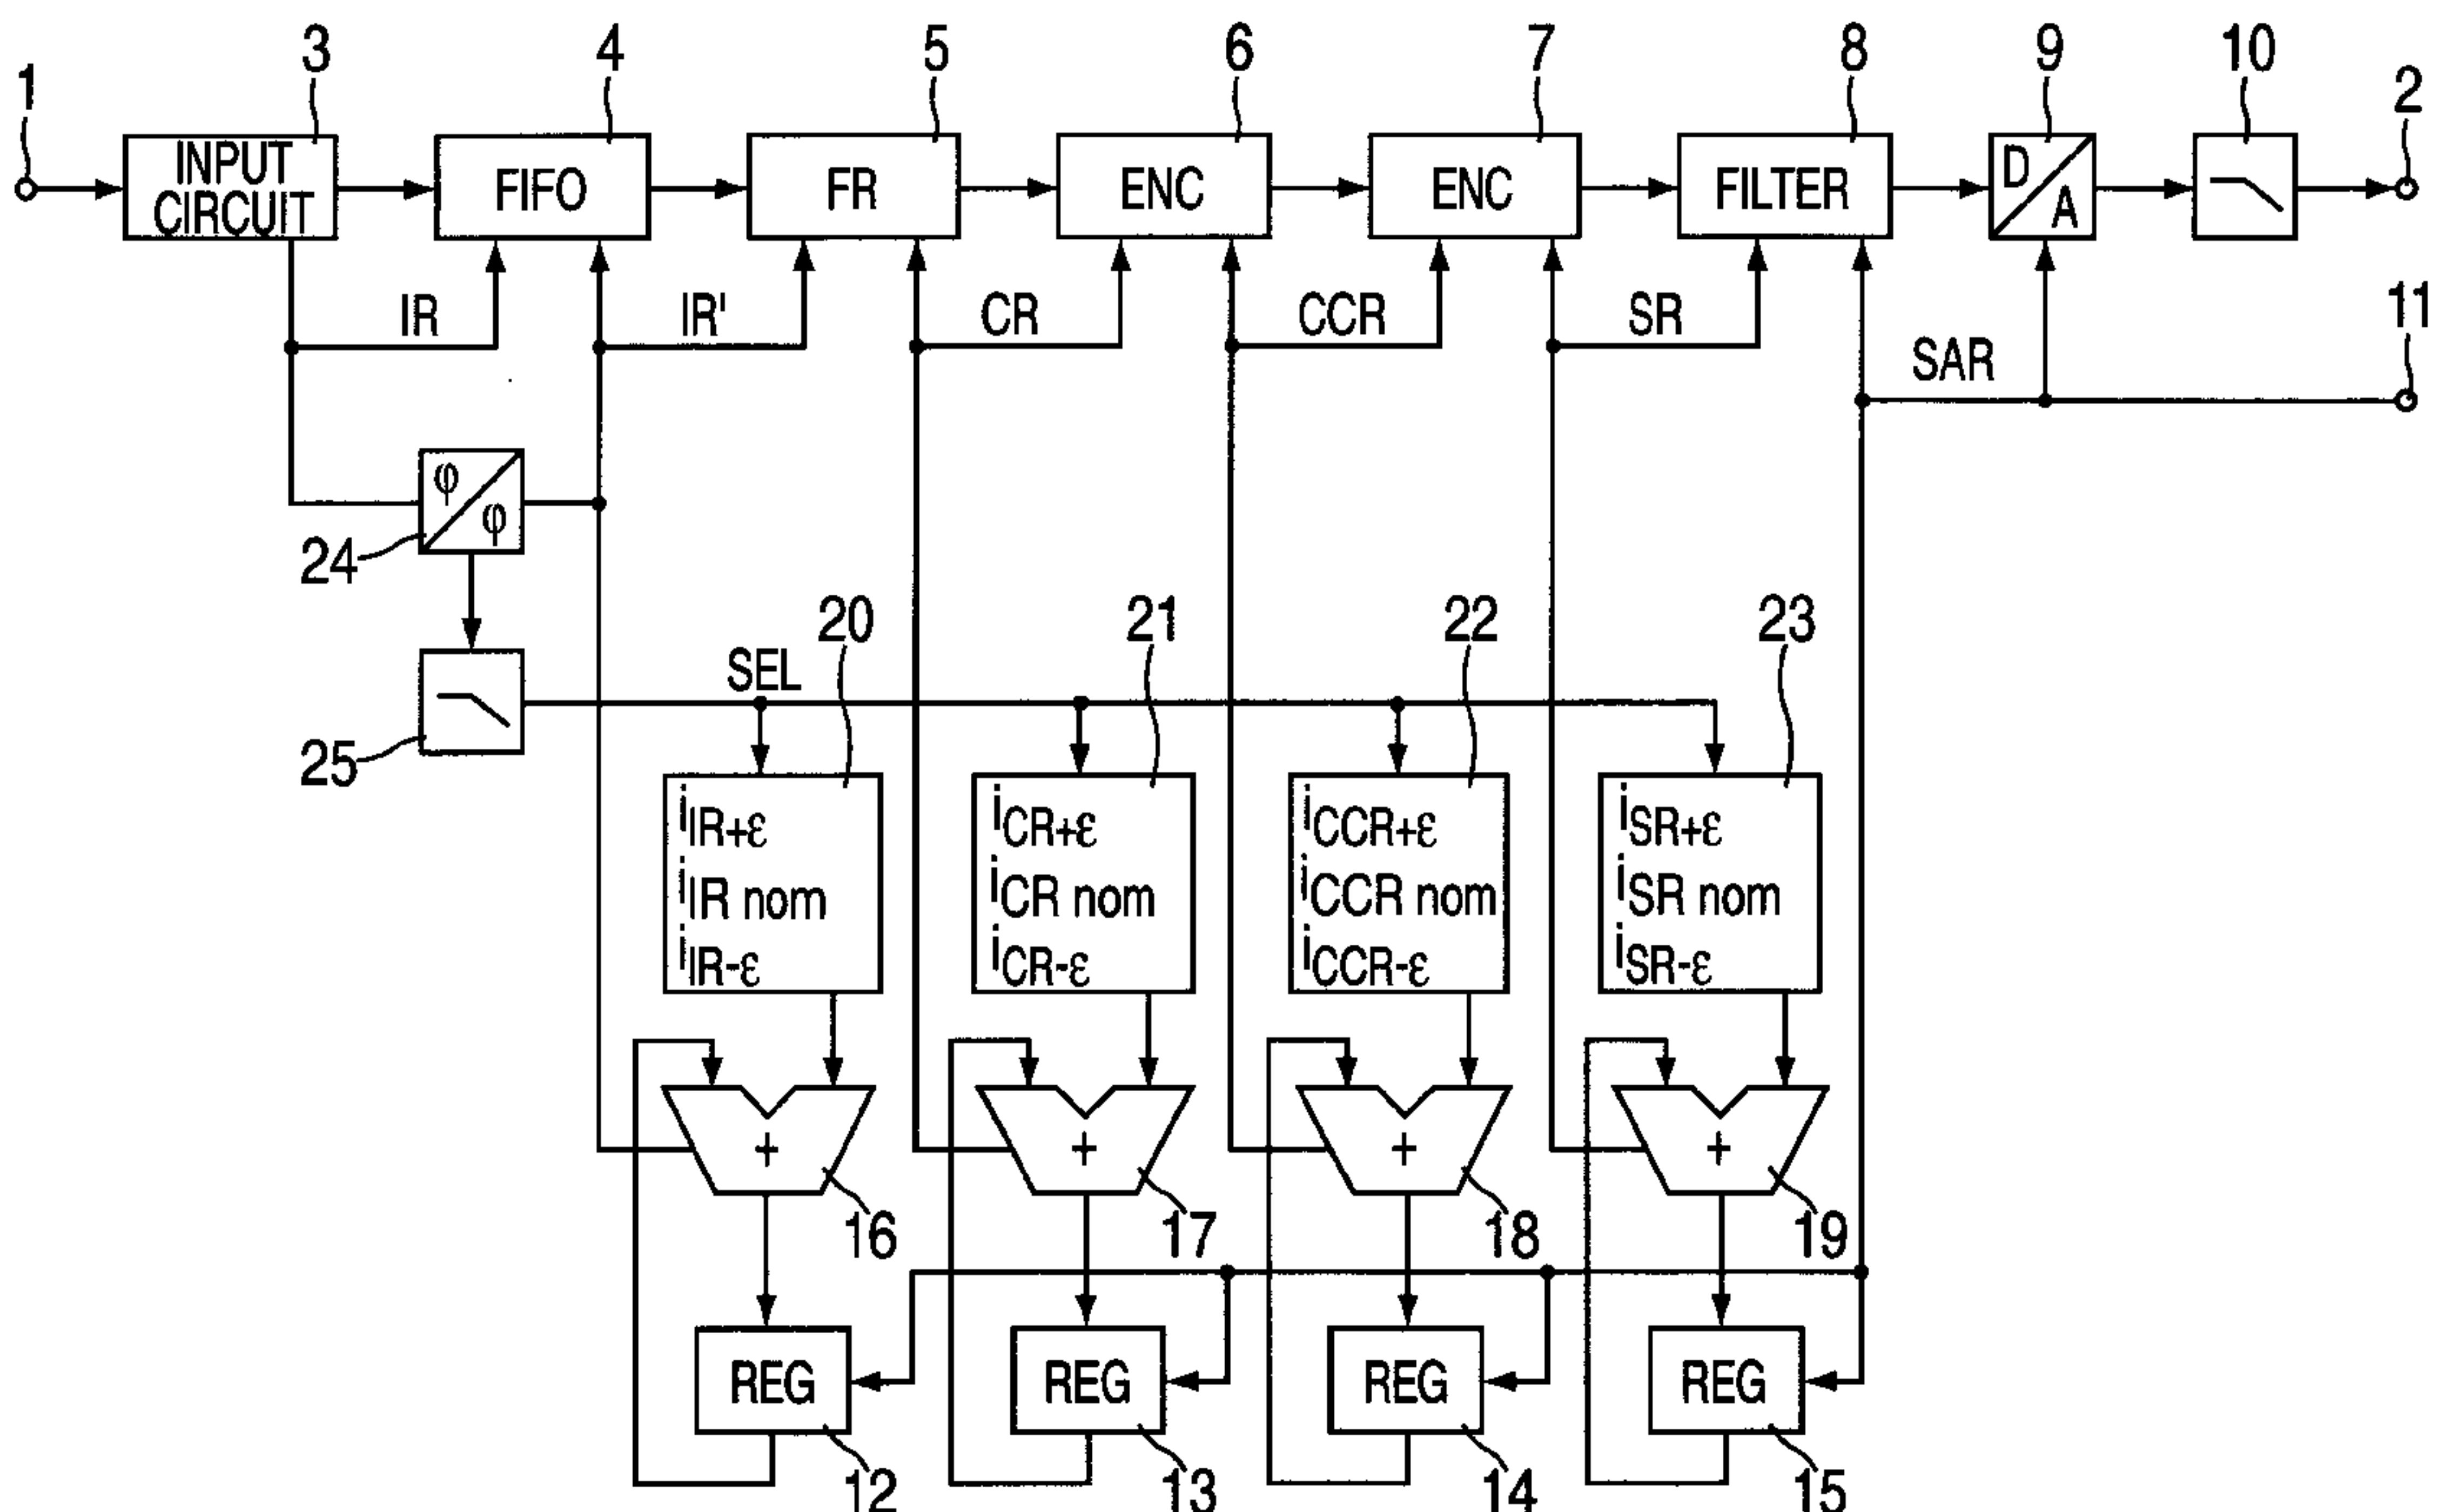 1
3
4
5
6
7
8
9
10
2
INPUT
CIRCUIT
FIFO
FR
ENC
ENC
FILTER
D
A
IR
IR'
CR
CCR
SR
SAR
11
φ
φ
24
25
SEL
20
21
22
23
iIR+ε
iIR nom
iIR-ε
iCR+ε
iCR nom
iCR-ε
iCCR+ε
iCCR nom
iCCR-ε
iSR+ε
iSR nom
iSR-ε
+
+
+
+
16
17
18
19
REG
REG
REG
REG
12
13
14
15